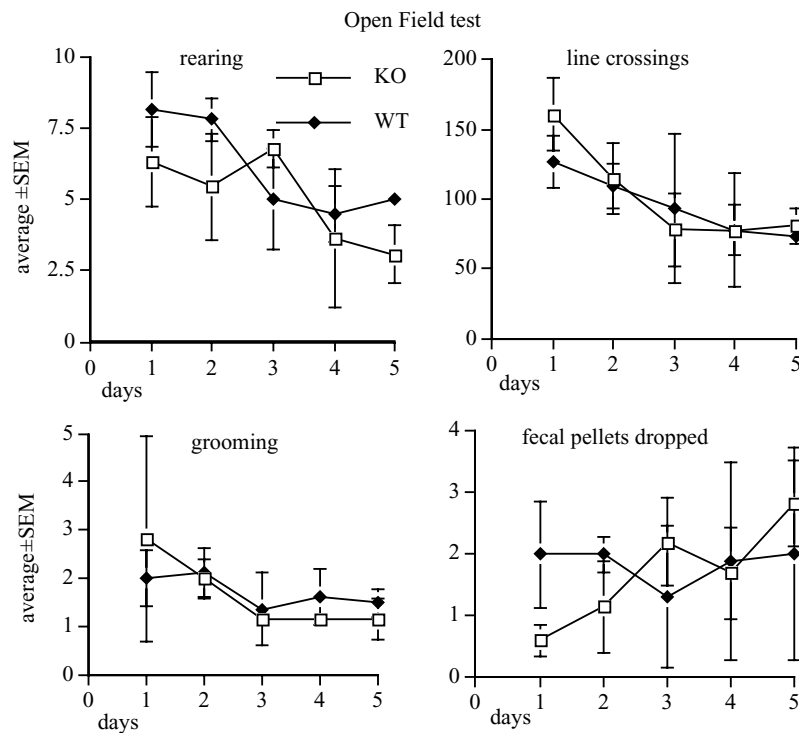 Open Field test
rearing
KO
WT
10
7.5
5
2.5
0
average ±SEM
0 1 2 3 4 5
days
line crossings
200
150
100
50
0
0 1 2 3 4 5
days
grooming
5
4
3
2
1
0
average±SEM
0 1 2 3 4 5
days
fecal pellets dropped
4
3
2
1
0
0 1 2 3 4 5
days